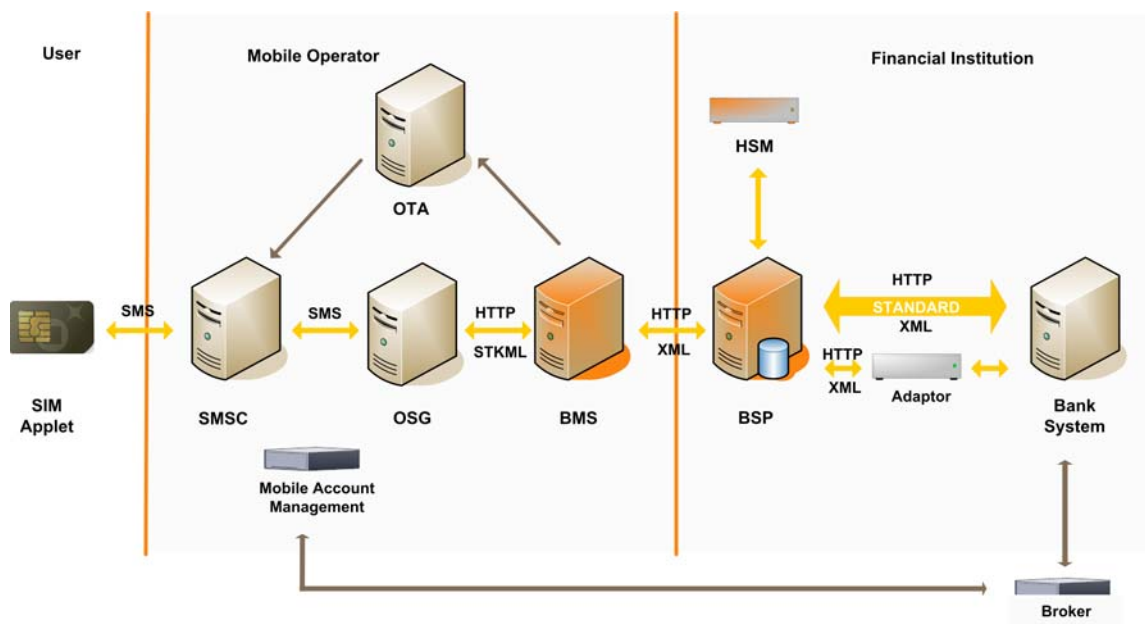 User
Mobile Operator
Financial Institution
HSM
OTA
SMS
SMS
HTTP
STKML
HTTP
XML
HTTP
STANDARD
XML
HTTP
XML
Adaptor
SIM
Applet
SMSC
OSG
BMS
BSP
Bank
System
Mobile Account
Management
Broker